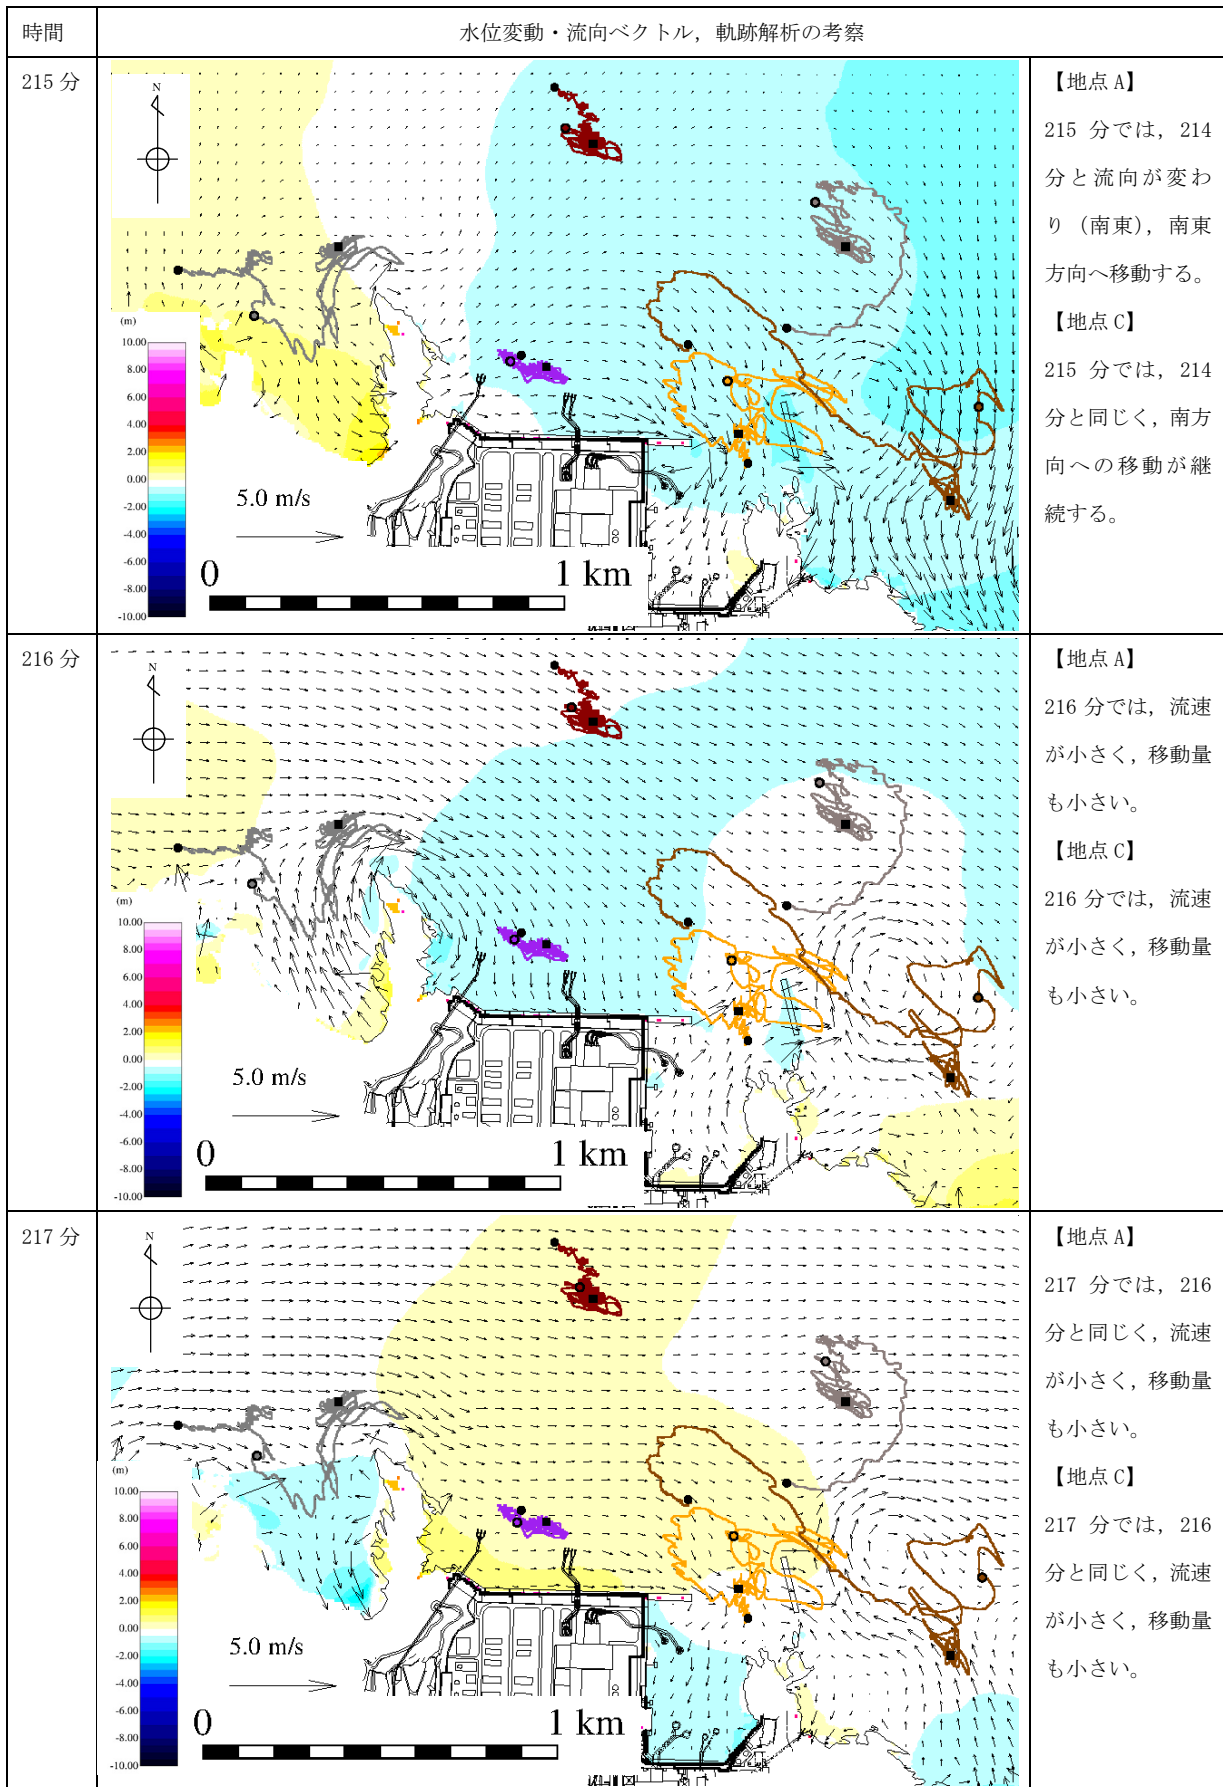 時間
水位変動・流向ベクトル，軌跡解析の考察
215 分
N
(m)
10.00
8.00
6.00
4.00
2.00
0.00
-2.00
-4.00
-6.00
-8.00
-10.00
5.0 m/s
0
1 km
【地点 A】
215 分では，214
分と流向が変わ
り（南東），南東
方向へ移動する。
【地点 C】
215 分では，214
分と同じく，南方
向への移動が継
続する。
216 分
N
(m)
10.00
8.00
6.00
4.00
2.00
0.00
-2.00
-4.00
-6.00
-8.00
-10.00
5.0 m/s
0
1 km
【地点 A】
216 分では，流速
が小さく，移動量
も小さい。
【地点 C】
216 分では，流速
が小さく，移動量
も小さい。
217 分
N
(m)
10.00
8.00
6.00
4.00
2.00
0.00
-2.00
-4.00
-6.00
-8.00
-10.00
5.0 m/s
0
1 km
【地点 A】
217 分では，216
分と同じく，流速
が小さく，移動量
も小さい。
【地点 C】
217 分では，216
分と同じく，流速
が小さく，移動量
も小さい。